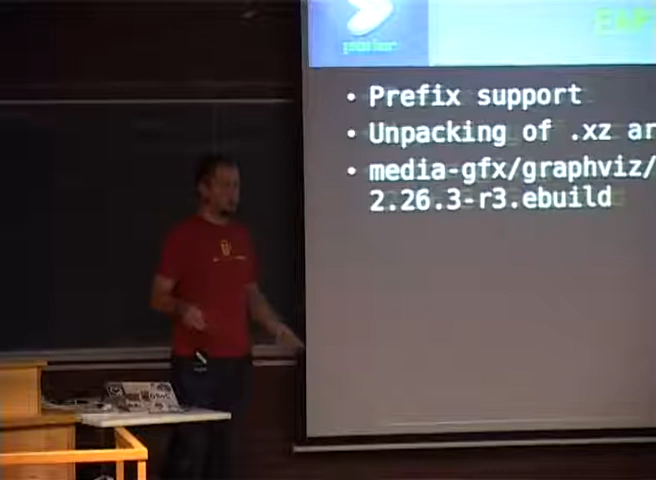 • Prefix support
• Unpacking of .xz ar
• media-gfx/graphviz/
2.26.3-r3.ebuild